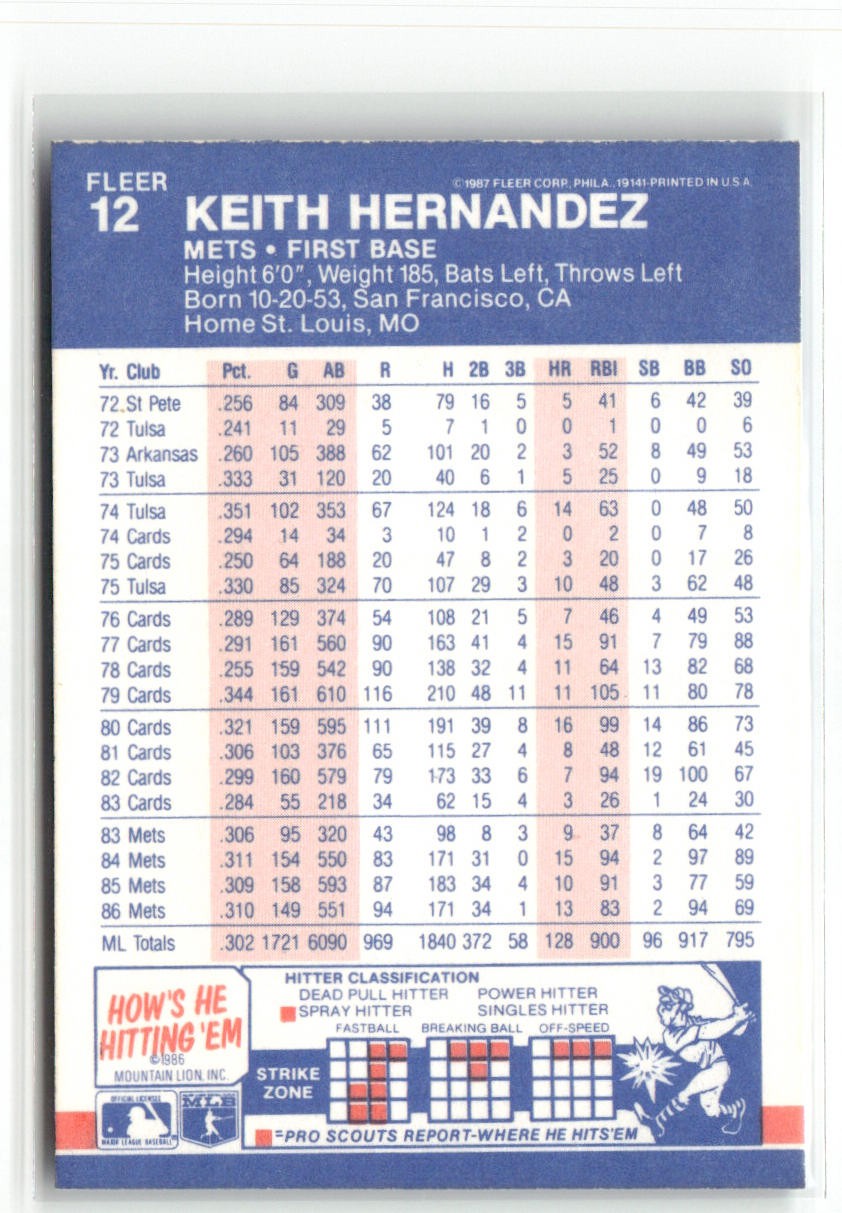 FLEER
12
©1987 FLEER CORP., PHILA., 19141-PRINTED IN U.S.A.
KEITH HERNANDEZ
METS • FIRST BASE
Height 6'0", Weight 185, Bats Left, Throws Left
Born 10-20-53, San Francisco, CA
Home St. Louis, MO
Yr. Club Pct. G AB R H 2B 3B HR RBI SB BB SO
72 St Pete .256 84 309 38 79 16 5 5 41 6 42 39
72 Tulsa .241 11 29 5 7 1 0 0 1 0 0 6
73 Arkansas .260 105 388 62 101 20 2 3 52 8 49 53
73 Tulsa .333 31 120 20 40 6 1 5 25 0 9 18
74 Tulsa .351 102 353 67 124 18 6 14 63 0 48 50
74 Cards .294 14 34 3 10 1 2 0 2 0 7 8
75 Cards .250 64 188 20 47 8 2 3 20 0 17 26
75 Tulsa .330 85 324 70 107 29 3 10 48 3 62 48
76 Cards .289 129 374 54 108 21 5 7 46 4 49 53
77 Cards .291 161 560 90 163 41 4 15 91 7 79 88
78 Cards .255 159 542 90 138 32 4 11 64 13 82 68
79 Cards .344 161 610 116 210 48 11 11 105 11 80 78
80 Cards .321 159 595 111 191 39 8 16 99 14 86 73
81 Cards .306 103 376 65 115 27 4 8 48 12 61 45
82 Cards .299 160 579 79 173 33 6 7 94 19 100 67
83 Cards .284 55 218 34 62 15 4 3 26 1 24 30
83 Mets .306 95 320 43 98 8 3 9 37 8 64 42
84 Mets .311 154 550 83 171 31 0 15 94 2 97 89
85 Mets .309 158 593 87 183 34 4 10 91 3 77 59
86 Mets .310 149 551 94 171 34 1 13 83 2 94 69
ML Totals .302 1721 6090 969 1840 372 58 128 900 96 917 795
HOW'S HE
HITTING 'EM
©1986
MOUNTAIN LION, INC.
HITTER CLASSIFICATION
DEAD PULL HITTER POWER HITTER
SPRAY HITTER SINGLES HITTER
FASTBALL BREAKING BALL OFF-SPEED
STRIKE
ZONE
=PRO SCOUTS REPORT-WHERE HE HITS'EM
OFFICIAL LICENSEE
MAJOR LEAGUE BASEBALL
MLB